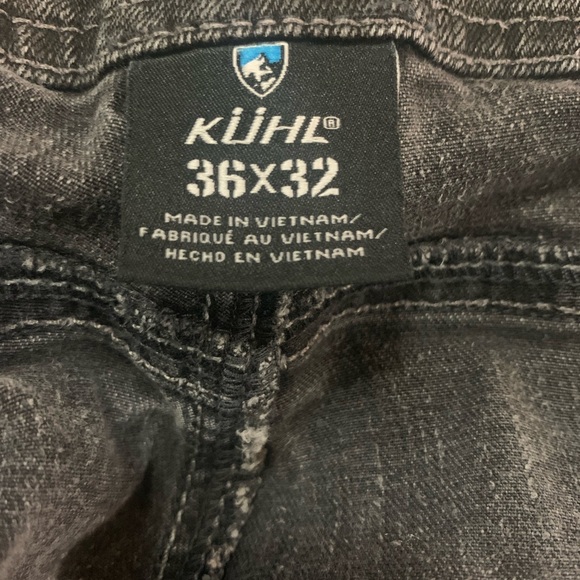 KÜHL®
36X32
MADE IN VIETNAM/
FABRIQUÉ AU VIETNAM/
HECHO EN VIETNAM